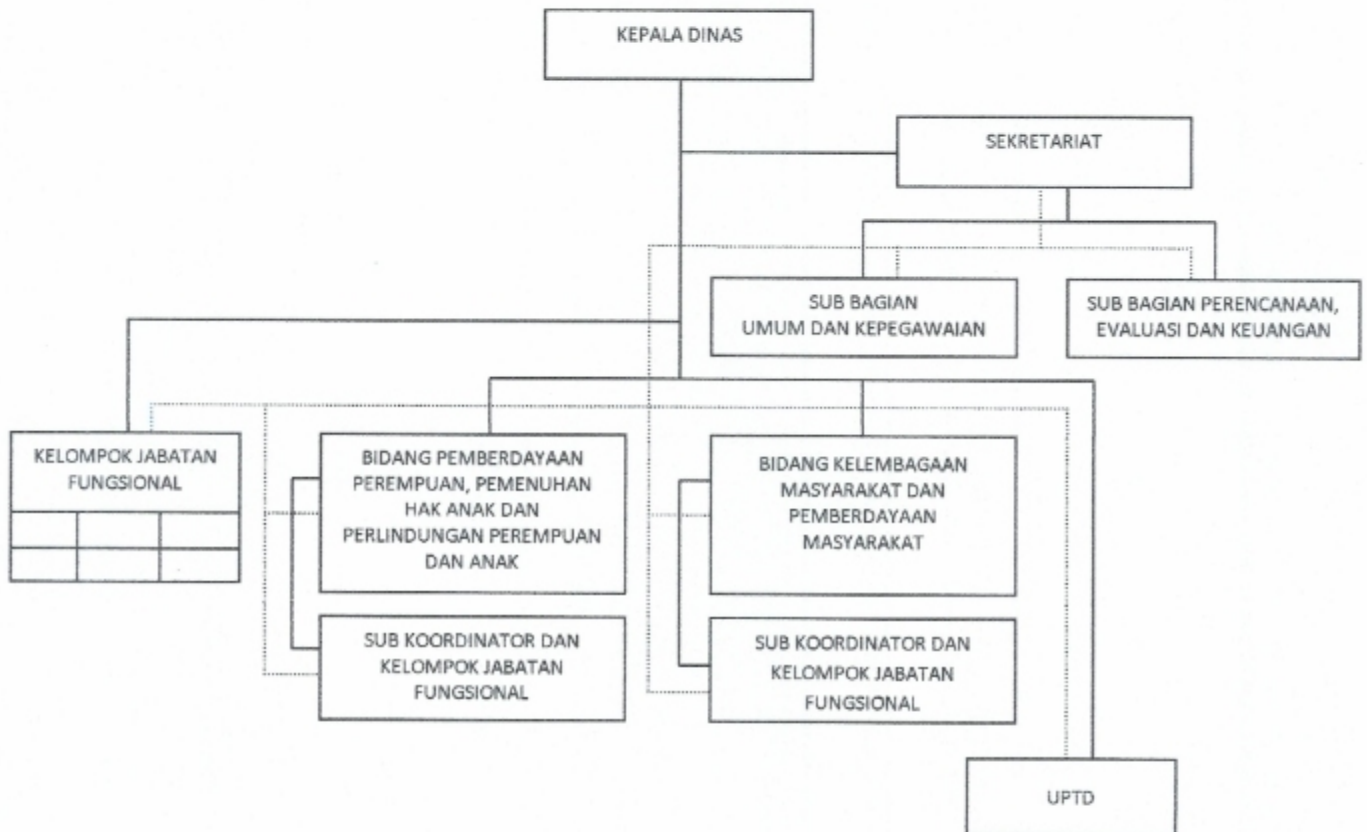 KEPALA DINAS
SEKRETARIAT
SUB BAGIAN
UMUM DAN KEPEGAWAIAN
SUB BAGIAN PERENCANAAN,
EVALUASI DAN KEUANGAN
KELOMPOK JABATAN
FUNGSIONAL
BIDANG PEMBERDAYAAN
PEREMPUAN, PEMENUHAN
HAK ANAK DAN
PERLINDUNGAN PEREMPUAN
DAN ANAK
BIDANG KELEMBAGAAN
MASYARAKAT DAN
PEMBERDAYAAN
MASYARAKAT
SUB KOORDINATOR DAN
KELOMPOK JABATAN
FUNGSIONAL
SUB KOORDINATOR DAN
KELOMPOK JABATAN
FUNGSIONAL
UPTD